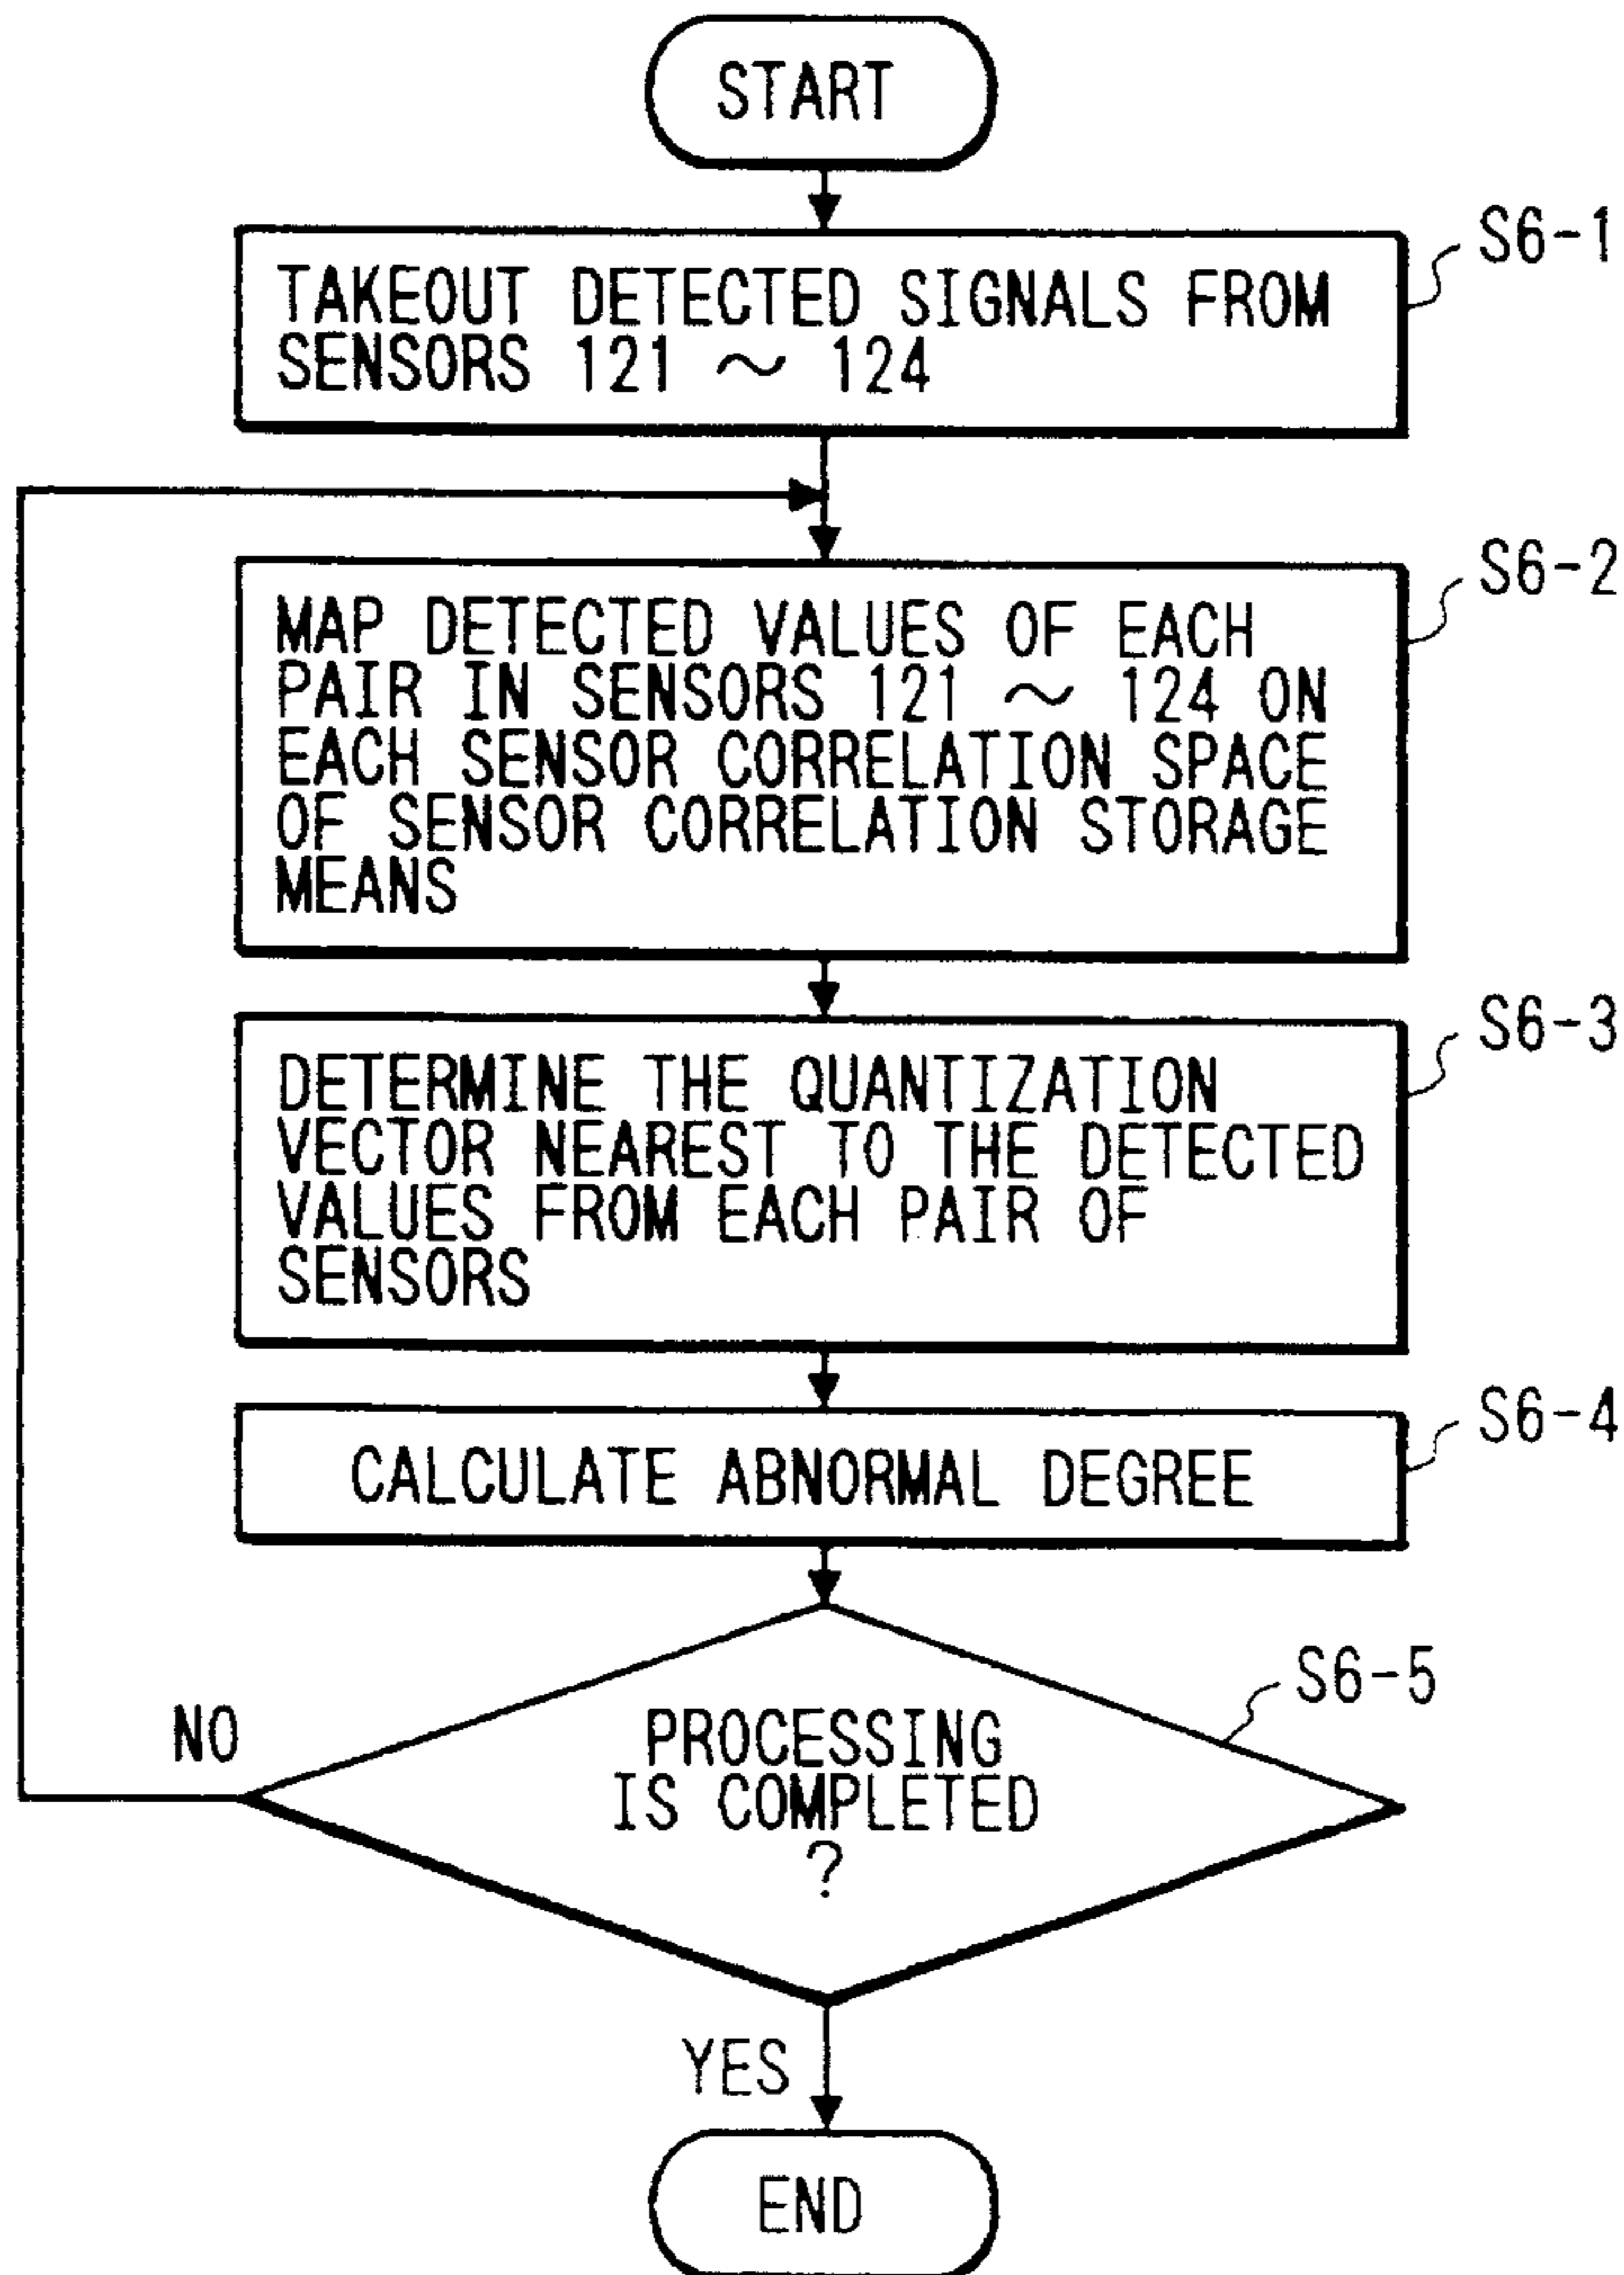 START
S6-1
TAKEOUT DETECTED SIGNALS FROM
SENSORS 121 ~ 124
S6-2
MAP DETECTED VALUES OF EACH
PAIR IN SENSORS 121 ~ 124 ON
EACH SENSOR CORRELATION SPACE
OF SENSOR CORRELATION STORAGE
MEANS
S6-3
DETERMINE THE QUANTIZATION
VECTOR NEAREST TO THE DETECTED
VALUES FROM EACH PAIR OF
SENSORS
S6-4
CALCULATE ABNORMAL DEGREE
S6-5
NO
PROCESSING
IS COMPLETED
?
YES
END